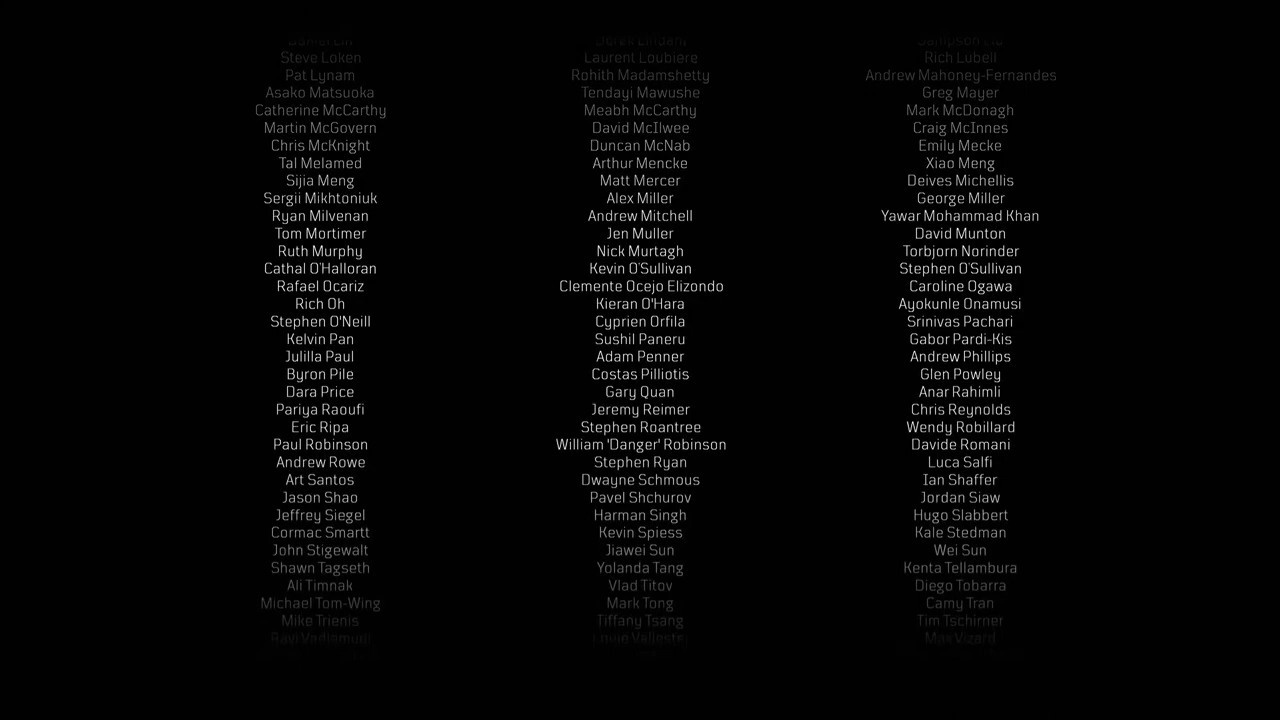 Steve Loken Laurent Loubiere Rich Lubell
Pat Lynam Rohith Madamshetty Andrew Mahoney-Fernandes
Asako Matsuoka Tendayi Mawushe Greg Mayer
Catherine McCarthy Meabh McCarthy Mark McDonagh
Martin McGovern David McIlwee Craig McInnes
Chris McKnight Duncan McNab Emily Mecke
Tal Melamed Arthur Mencke Xiao Meng
Sijia Meng Matt Mercer Deives Michellis
Sergii Mikhtoniuk Alex Miller George Miller
Ryan Milvenan Andrew Mitchell Yawar Mohammad Khan
Tom Mortimer Jen Muller David Munton
Ruth Murphy Nick Murtagh Torbjorn Norinder
Cathal O'Halloran Kevin O'Sullivan Stephen O'Sullivan
Rafael Ocariz Clemente Ocejo Elizondo Caroline Ogawa
Rich Oh Kieran O'Hara Ayokunle Onamusi
Stephen O'Neill Cyprien Orfila Srinivas Pachari
Kelvin Pan Sushil Paneru Gabor Pardi-Kis
Julilla Paul Adam Penner Andrew Phillips
Byron Pile Costas Pilliotis Glen Powley
Dara Price Gary Quan Anar Rahimli
Pariya Raoufi Jeremy Reimer Chris Reynolds
Eric Ripa Stephen Roantree Wendy Robillard
Paul Robinson William 'Danger' Robinson Davide Romani
Andrew Rowe Stephen Ryan Luca Salfi
Art Santos Dwayne Schmous Ian Shaffer
Jason Shao Pavel Shchurov Jordan Siaw
Jeffrey Siegel Harman Singh Hugo Slabbert
Cormac Smartt Kevin Spiess Kale Stedman
John Stigewalt Jiawei Sun Wei Sun
Shawn Tagseth Yolanda Tang Kenta Tellambura
Ali Timnak Vlad Titov Diego Tobarra
Michael Tom-Wing Mark Tong Camy Tran
Mike Trienis Tiffany Tsang Tim Tschirner